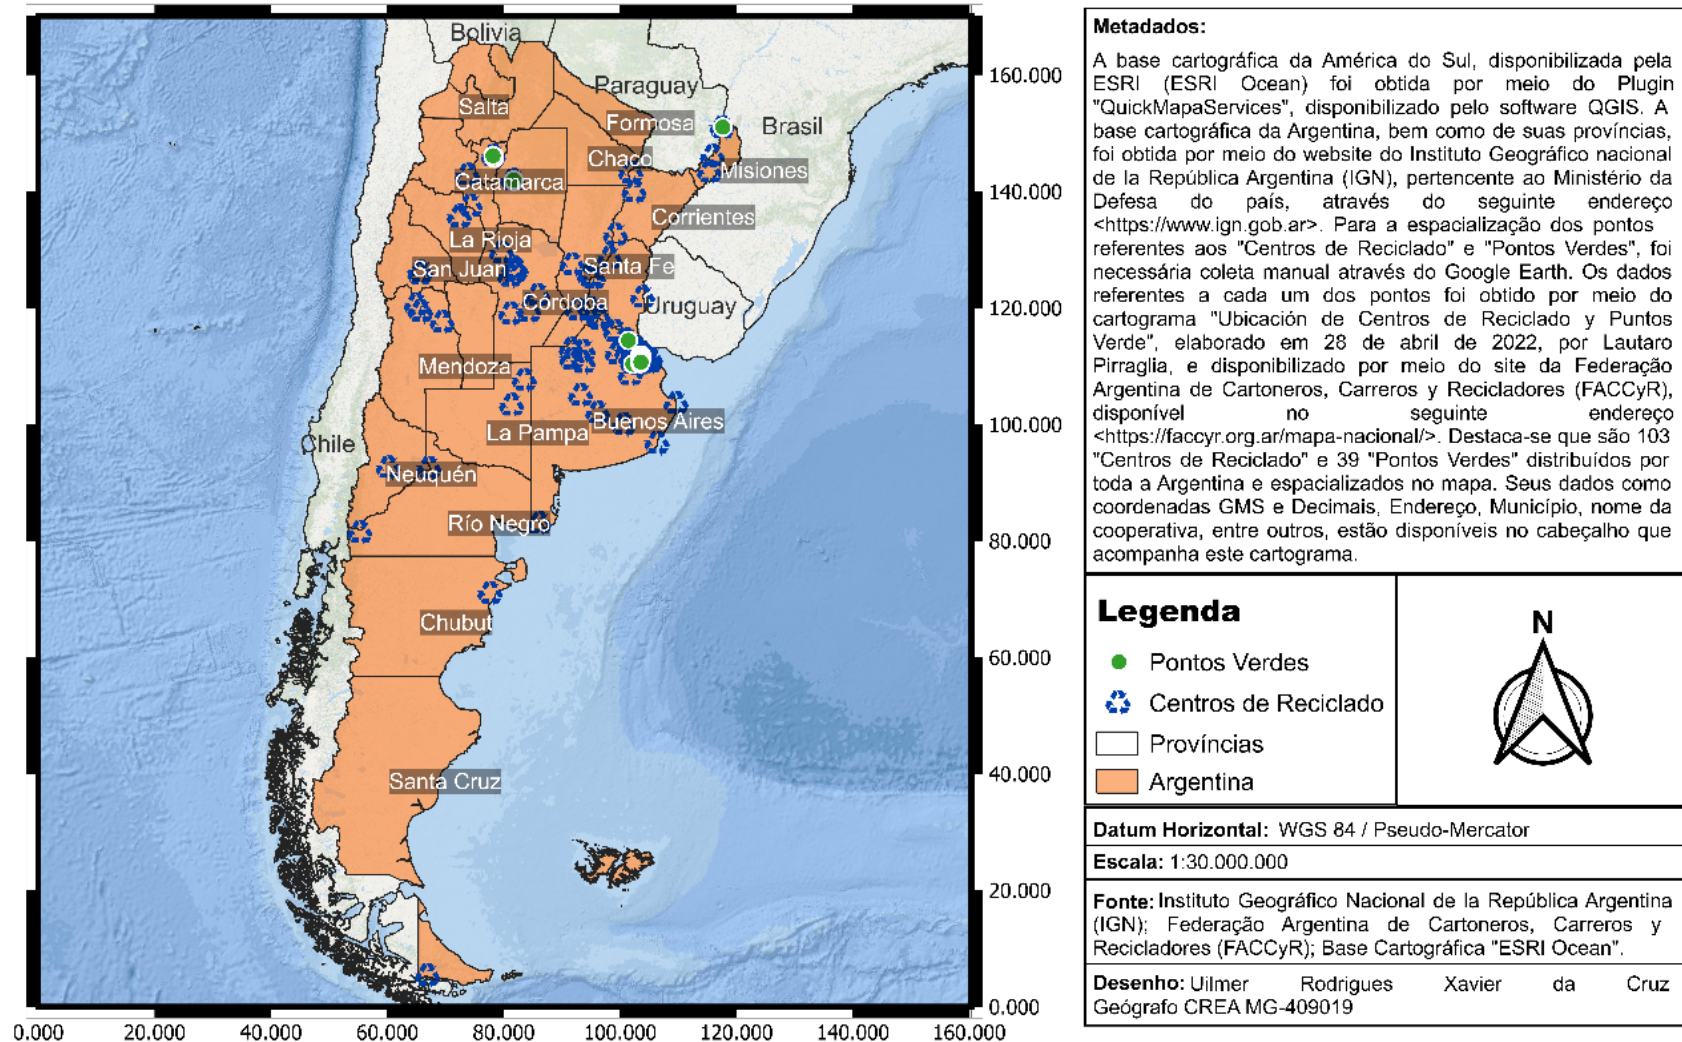 Bolivia
Paraguay
Salta
Formosa
Brasil
Chaco
Misiones
Catamarca
Corrientes
La Rioja
San Juan
Santa Fe
Córdoba
Uruguay
Mendoza
Buenos Aires
La Pampa
Chile
Neuquén
Río Negro
Chubut
Santa Cruz
160.000
140.000
120.000
100.000
80.000
60.000
40.000
20.000
0.000
0.000 20.000 40.000 60.000 80.000 100.000 120.000 140.000 160.000
Metadados:
A base cartográfica da América do Sul, disponibilizada pela
ESRI (ESRI Ocean) foi obtida por meio do Plugin
"QuickMapaServices", disponibilizado pelo software QGIS. A
base cartográfica da Argentina, bem como de suas províncias,
foi obtida por meio do website do Instituto Geográfico nacional
de la República Argentina (IGN), pertencente ao Ministério da
Defesa do país, através do seguinte endereço
<https://www.ign.gob.ar>. Para a espacialização dos pontos
referentes aos "Centros de Reciclado" e "Pontos Verdes", foi
necessária coleta manual através do Google Earth. Os dados
referentes a cada um dos pontos foi obtido por meio do
cartograma "Ubicación de Centros de Reciclado y Puntos
Verde", elaborado em 28 de abril de 2022, por Lautaro
Pirraglia, e disponibilizado por meio do site da Federação
Argentina de Cartoneros, Carreros y Recicladores (FACCyR),
disponível no seguinte endereço
<https://faccyr.org.ar/mapa-nacional/>. Destaca-se que são 103
"Centros de Reciclado" e 39 "Pontos Verdes" distribuídos por
toda a Argentina e espacializados no mapa. Seus dados como
coordenadas GMS e Decimais, Endereço, Município, nome da
cooperativa, entre outros, estão disponíveis no cabeçalho que
acompanha este cartograma.
Legenda
Pontos Verdes
Centros de Reciclado
Províncias
Argentina
N
Datum Horizontal: WGS 84 / Pseudo-Mercator
Escala: 1:30.000.000
Fonte: Instituto Geográfico Nacional de la República Argentina
(IGN); Federação Argentina de Cartoneros, Carreros y
Recicladores (FACCyR); Base Cartográfica "ESRI Ocean".
Desenho: Uilmer Rodrigues Xavier da Cruz
Geógrafo CREA MG-409019